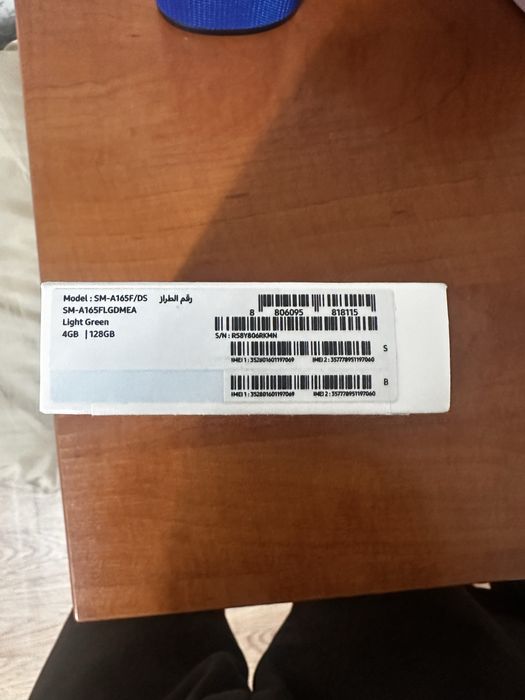 Model : SM-A165F/DS رقم الطراز
SM-A165FLGDMEA
Light Green
4GB | 128GB
8 806095 818115
S/N : R58Y806RKMN
S
IMEI 1 : 352801601197069 IMEI 2 : 357778951197060
B
IMEI 1 : 352801601197069 IMEI 2 : 357778951197060